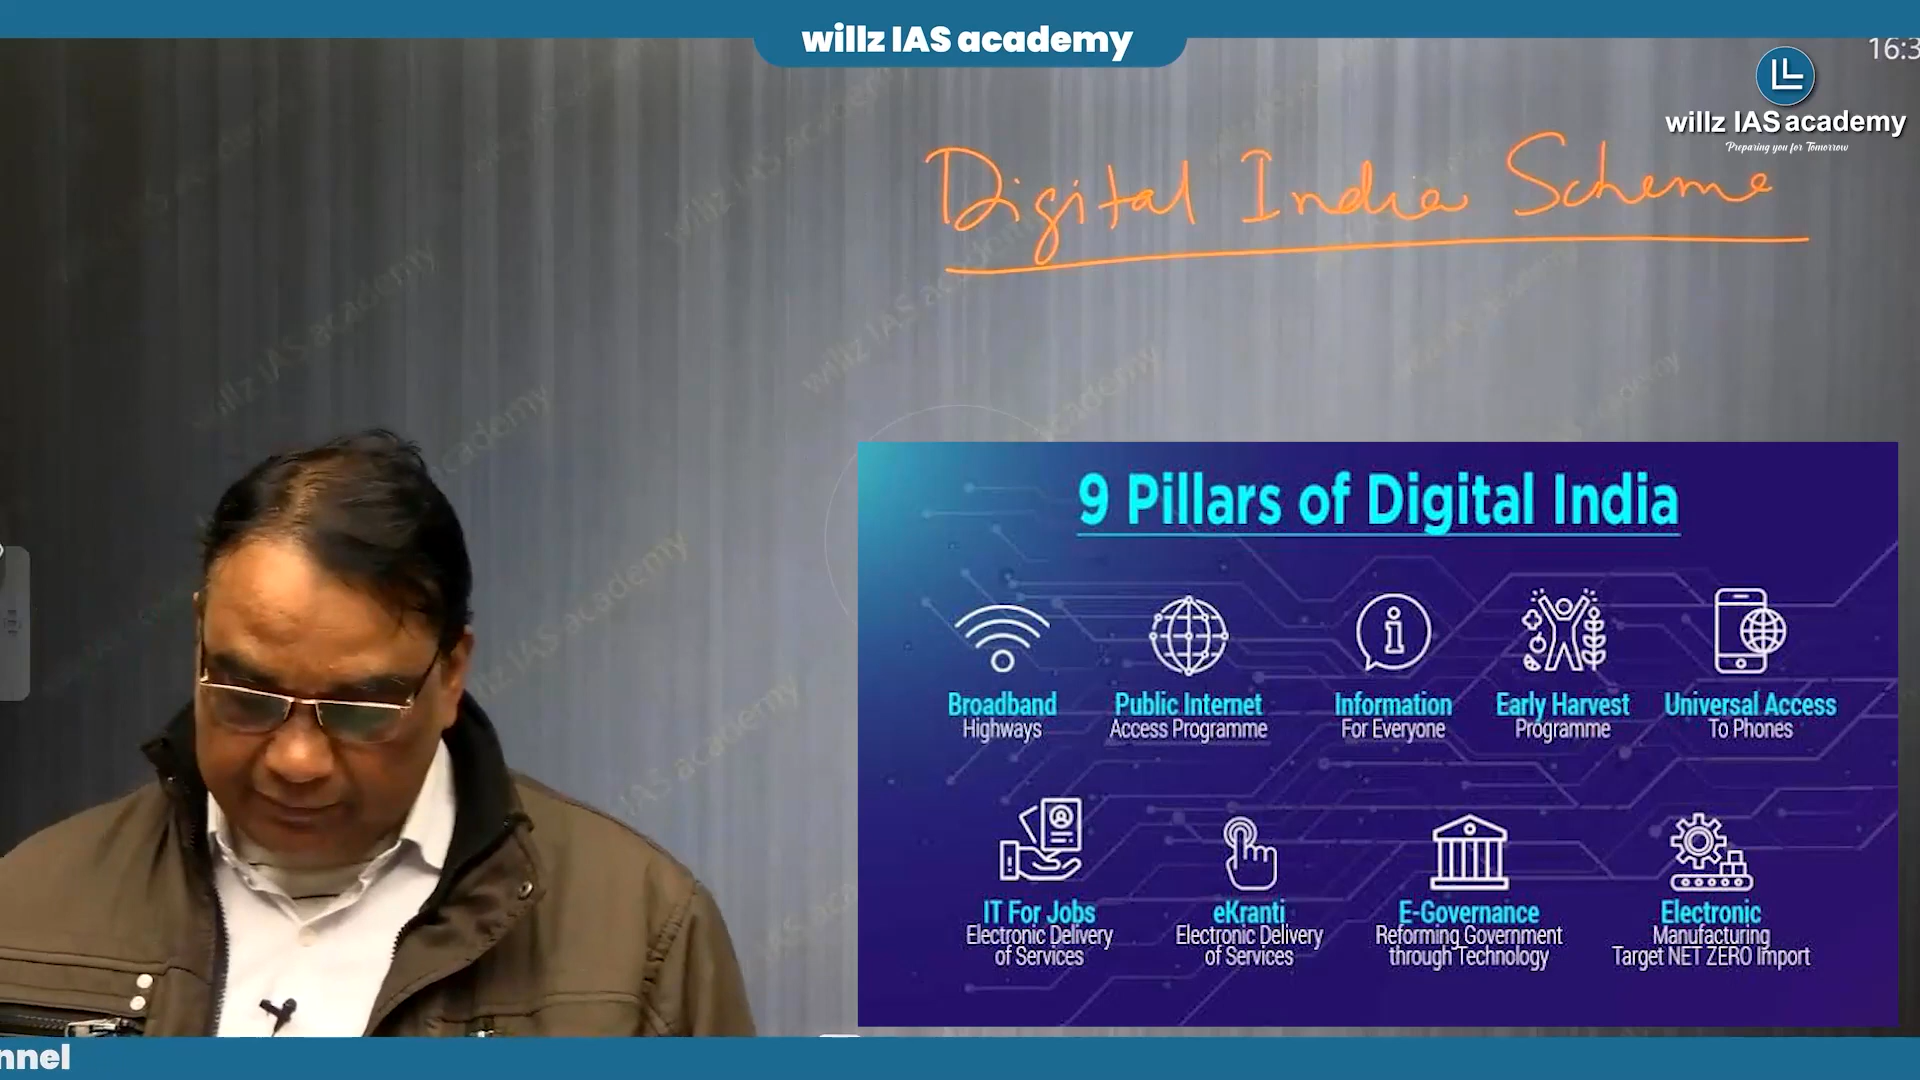 willz IAS academy
16:3
willz IAS academy
Preparing you for Tomorrow
Digital India Scheme
9 Pillars of Digital India
Broadband
Highways
Public Internet
Access Programme
Information
For Everyone
Early Harvest
Programme
Universal Access
To Phones
IT For Jobs
Electronic Delivery
of Services
eKranti
Electronic Delivery
of Services
E-Governance
Reforming Government
through Technology
Electronic
Manufacturing
Target NET ZERO Import
nnel